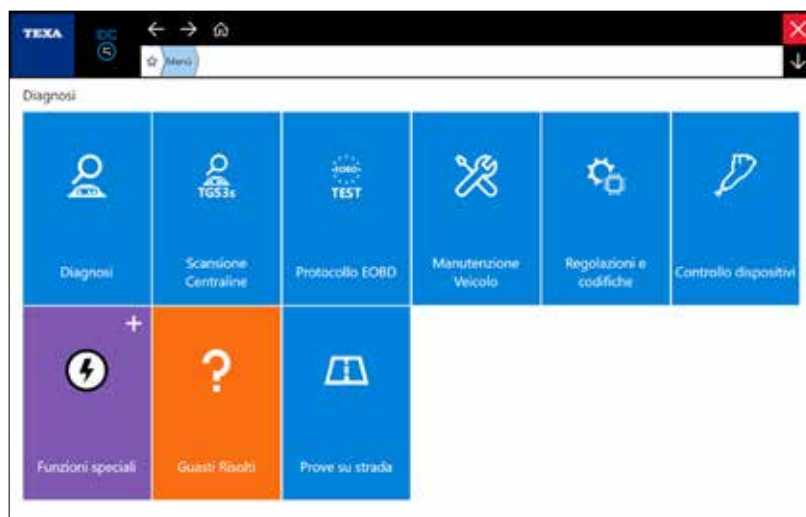 TEXA
IDC
5
Menù
Diagnosi
TGS3s
EOBD
TEST
Diagnosi
Scansione
Centraline
Protocollo EOBD
Manutenzione
Veicolo
Regolazioni e
codifiche
Controllo dispositivi
Funzioni speciali
Guasti Risolti
Prove su strada